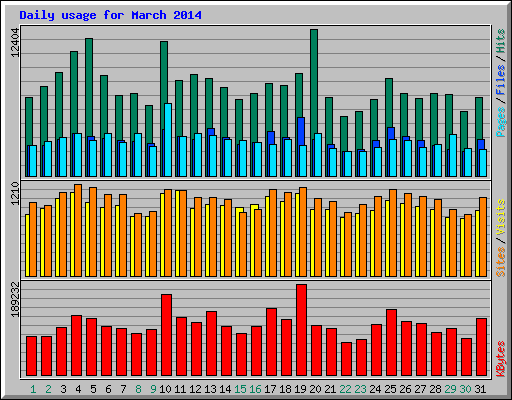 Daily usage for March 2014
12404
Pages / Files / Hits
1210
Sites / Visits
189232
KBytes
1 2 3 4 5 6 7 8 9 10 11 12 13 14 15 16 17 18 19 20 21 22 23 24 25 26 27 28 29 30 31